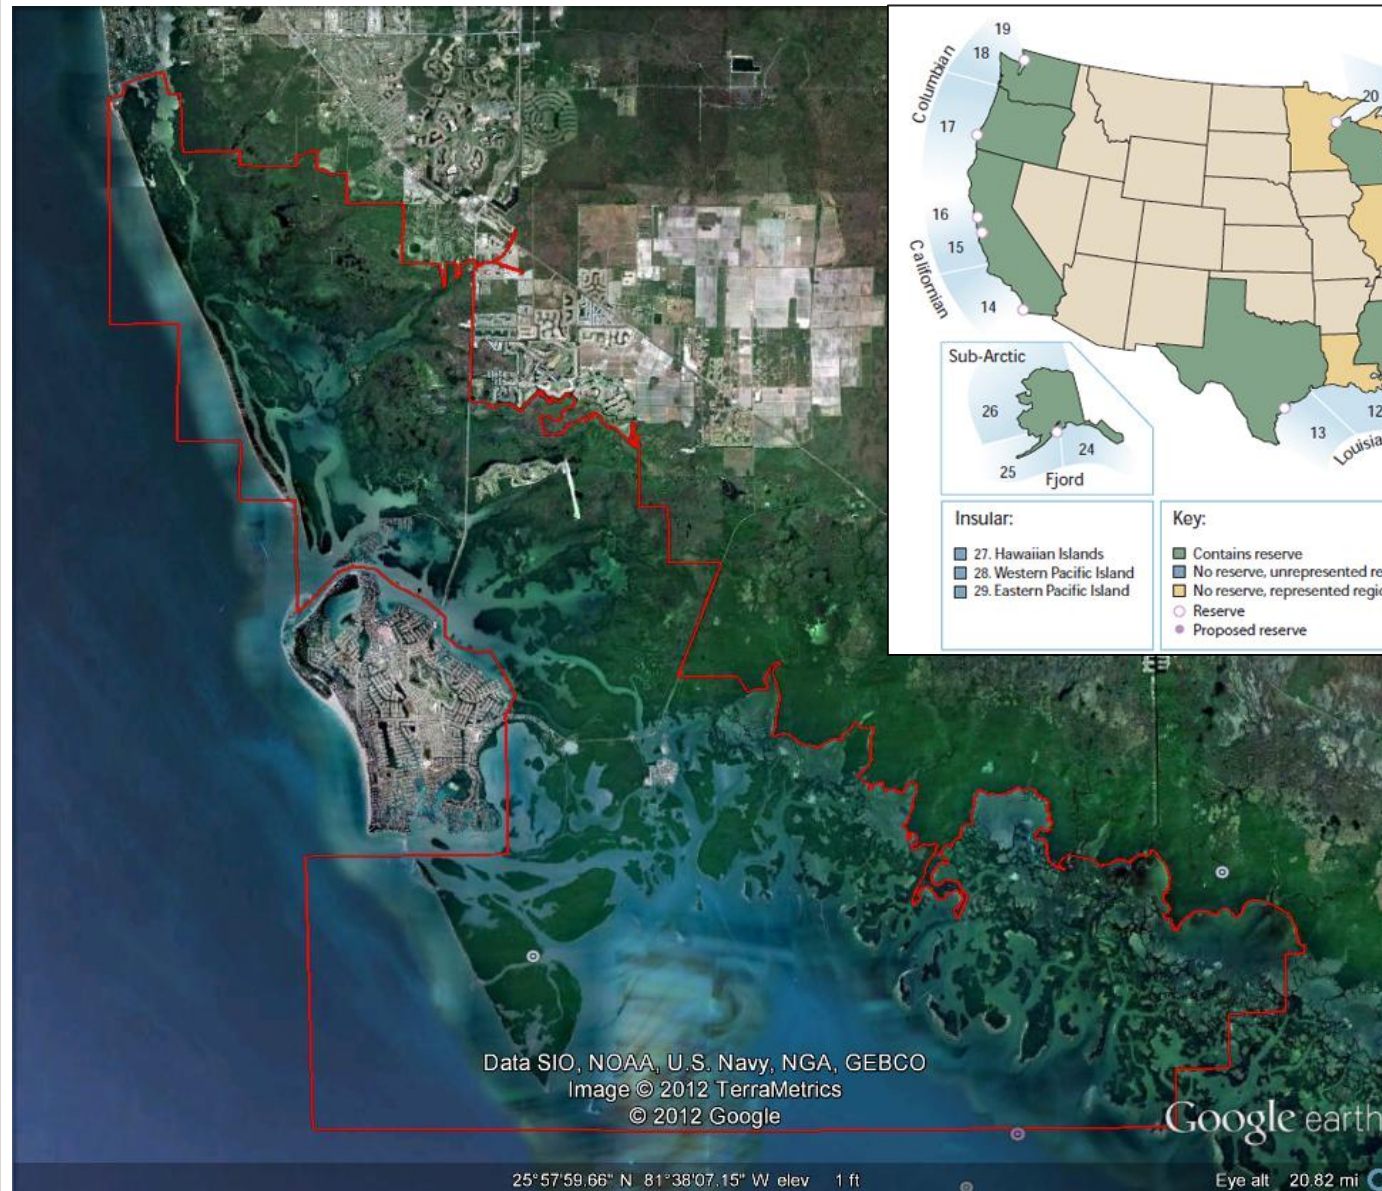 19
18
Columbian
17
16
15
Californian
14
20
12
13
Sub-Arctic
26
24
25
Fjord
Insular:
27. Hawaiian Islands
28. Western Pacific Island
29. Eastern Pacific Island
Key:
Contains reserve
No reserve, unrepresented re
No reserve, represented regio
Reserve
Proposed reserve
Louisia
Data SIO, NOAA, U.S. Navy, NGA, GEBCO
Image © 2012 TerraMetrics
© 2012 Google
Google earth
25°57'59.66" N 81°38'07.15" W elev 1 ft
Eye alt 20.82 mi